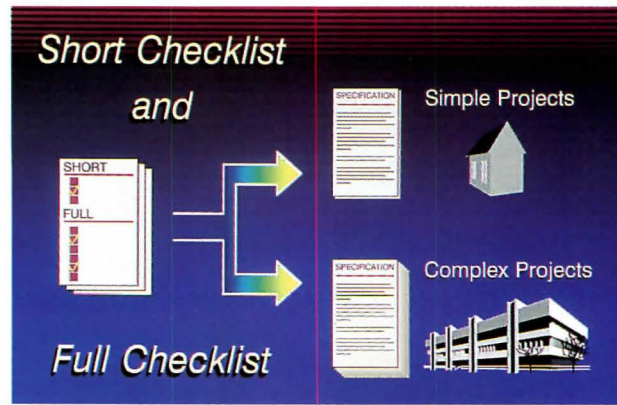 Short Checklist
and
SHORT
FULL
Full Checklist
SPECIFICATION
Simple Projects
SPECIFICATION
Complex Projects